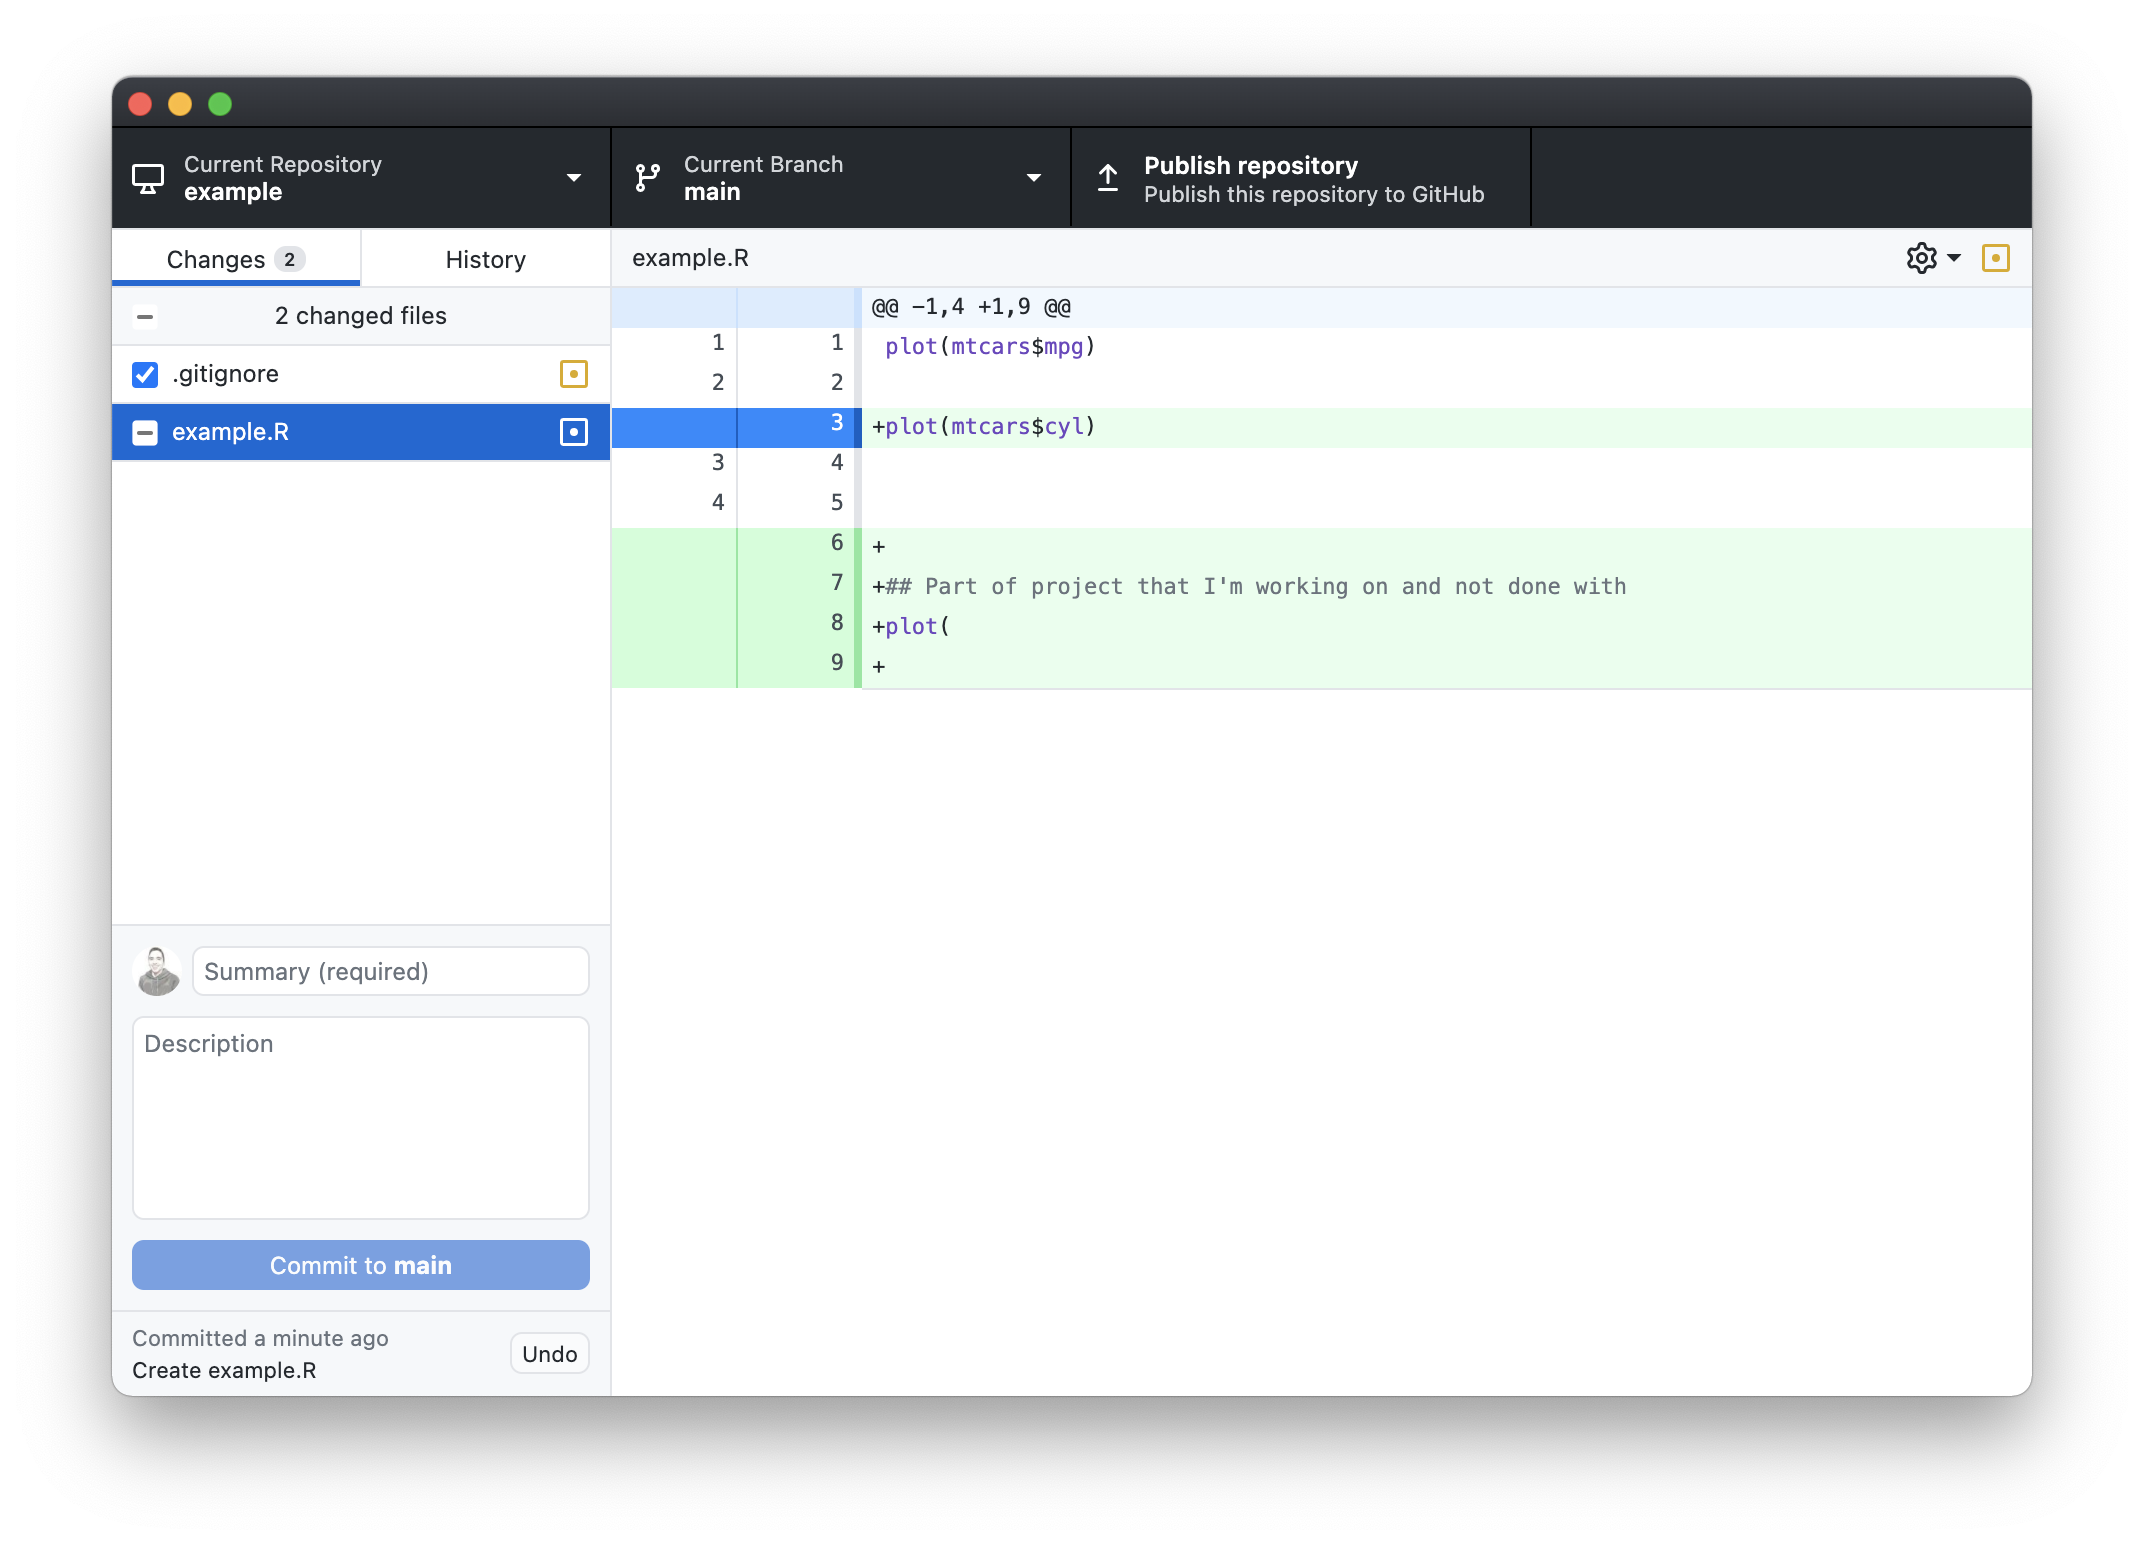 Current Repository
example
Current Branch
main
Publish repository
Publish this repository to GitHub
Changes 2
History
example.R
2 changed files
.gitignore
example.R
@@ -1,4 +1,9 @@
1 1 plot(mtcars$mpg)
2 2
3 +plot(mtcars$cyl)
3 4
4 5
6 +
7 +## Part of project that I'm working on and not done with
8 +plot(
9 +
Summary (required)
Description
Commit to main
Committed a minute ago
Create example.R
Undo